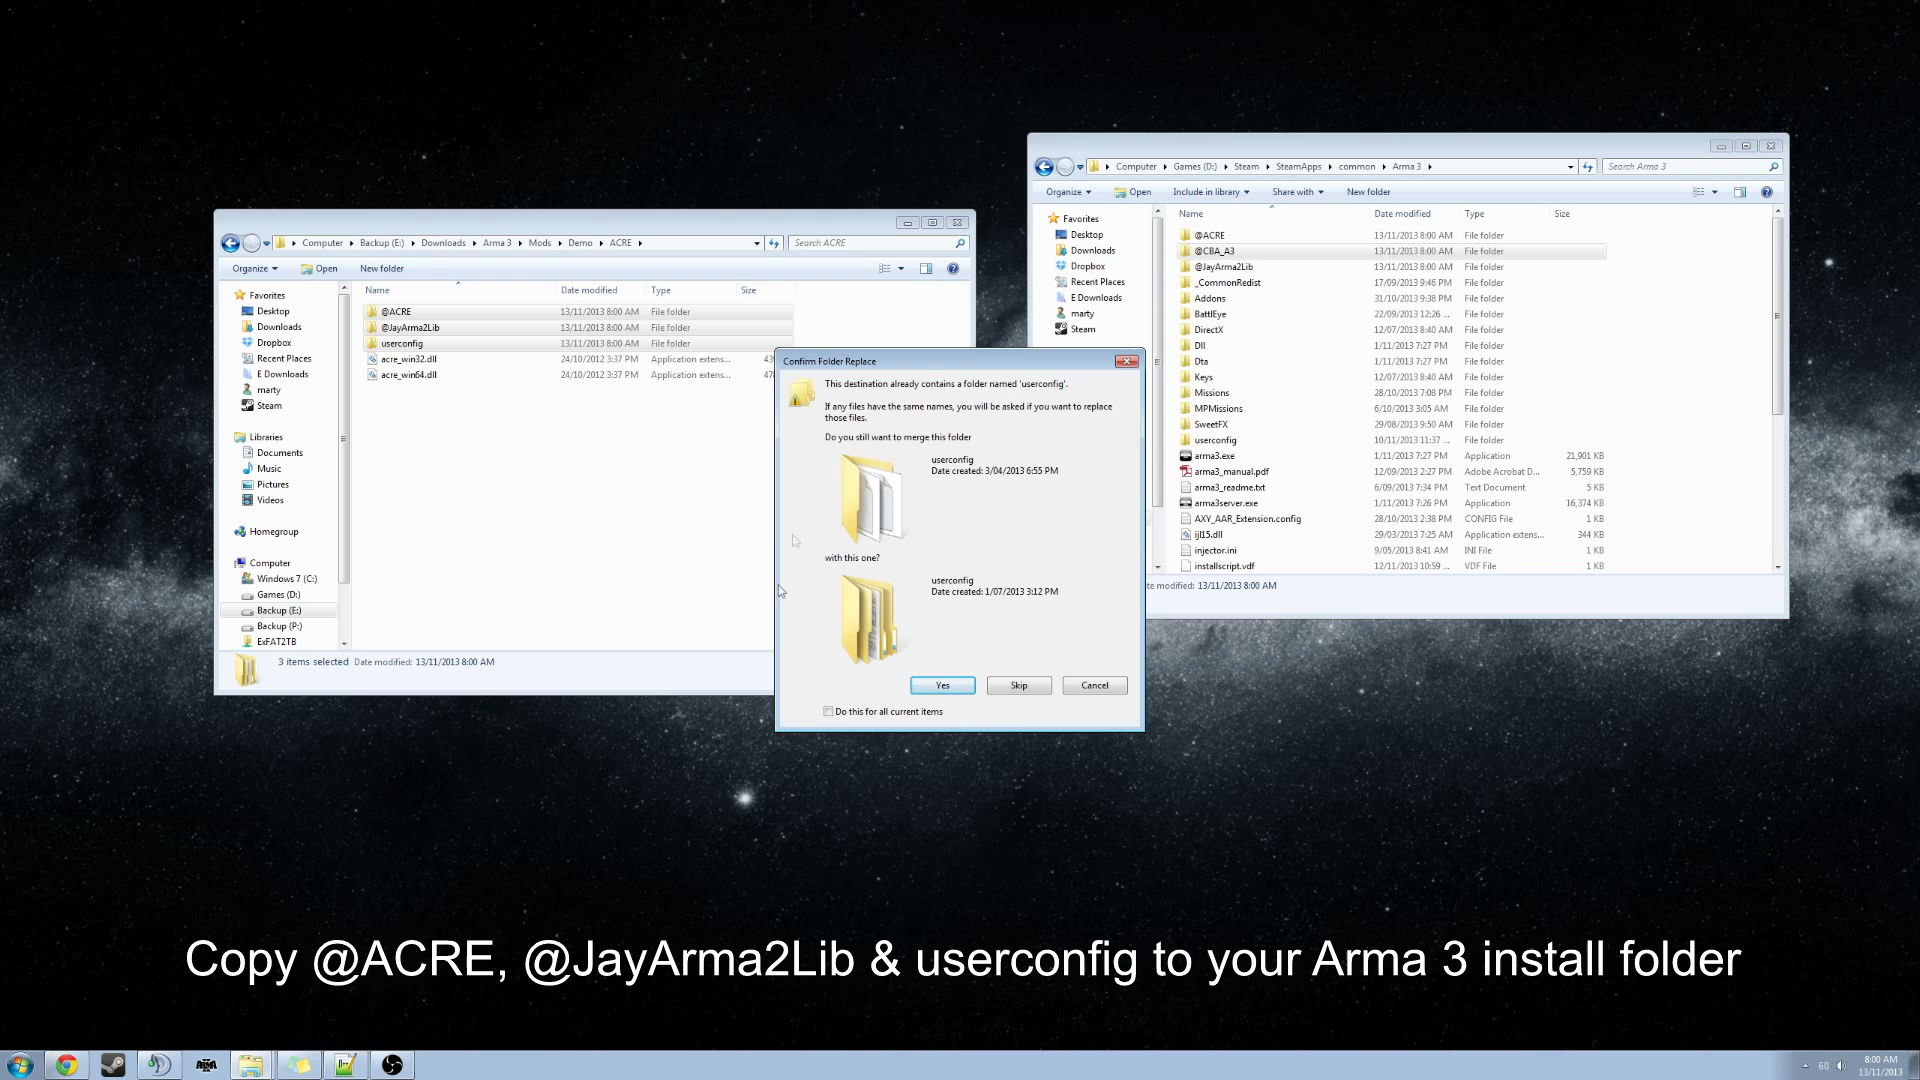 Computer Backup (E:) Downloads Arma 3 Mods Demo ACRE
Search ACRE
Organize Open New folder
Name Date modified Type Size
Favorites
Desktop
Downloads
Dropbox
Recent Places
E Downloads
marty
Steam
Libraries
Documents
Music
Pictures
Videos
Homegroup
Computer
Windows 7 (C:)
Games (D:)
Backup (E:)
Backup (P:)
ExFAT2TB
@ACRE 13/11/2013 8:00 AM File folder
@JayArma2Lib 13/11/2013 8:00 AM File folder
userconfig 13/11/2013 8:00 AM File folder
acre_win32.dll 24/10/2012 3:37 PM Application extens...
acre_win64.dll 24/10/2012 3:37 PM Application extens...
3 items selected Date modified: 13/11/2013 8:00 AM
Confirm Folder Replace
This destination already contains a folder named 'userconfig'.
If any files have the same names, you will be asked if you want to replace
those files.
Do you still want to merge this folder
userconfig
Date created: 3/04/2013 6:55 PM
with this one?
userconfig
Date created: 1/07/2013 3:12 PM
Yes Skip Cancel
Do this for all current items
Computer Games (D:) Steam SteamApps common Arma 3
Search Arma 3
Organize Open Include in library Share with New folder
Favorites
Desktop
Downloads
Dropbox
Recent Places
E Downloads
marty
Steam
Name Date modified Type Size
@ACRE 13/11/2013 8:00 AM File folder
@CBA_A3 13/11/2013 8:00 AM File folder
@JayArma2Lib 13/11/2013 8:00 AM File folder
_CommonRedist 17/09/2013 9:46 PM File folder
Addons 31/10/2013 9:38 PM File folder
BattlEye 22/09/2013 12:26 ... File folder
DirectX 12/07/2013 8:40 AM File folder
Dll 1/11/2013 7:27 PM File folder
Dta 1/11/2013 7:27 PM File folder
Keys 12/07/2013 8:40 AM File folder
Missions 28/10/2013 7:08 PM File folder
MPMissions 6/10/2013 3:05 AM File folder
SweetFX 29/08/2013 9:50 AM File folder
userconfig 10/11/2013 11:37 ... File folder
arma3.exe 1/11/2013 7:27 PM Application 21,901 KB
arma3_manual.pdf 12/09/2013 2:27 PM Adobe Acrobat D... 5,759 KB
arma3_readme.txt 6/09/2013 7:34 PM Text Document 5 KB
arma3server.exe 1/11/2013 7:26 PM Application 16,374 KB
AXY_AAR_Extension.config 28/10/2013 2:38 PM CONFIG File 1 KB
ijl15.dll 29/03/2013 7:25 AM Application extens... 344 KB
injector.ini 9/05/2013 8:41 AM INI File 1 KB
installscript.vdf 12/11/2013 10:59 ... VDF File 1 KB
te modified: 13/11/2013 8:00 AM
Copy @ACRE, @JayArma2Lib & userconfig to your Arma 3 install folder
ARMA
60
8:00 AM
13/11/2013